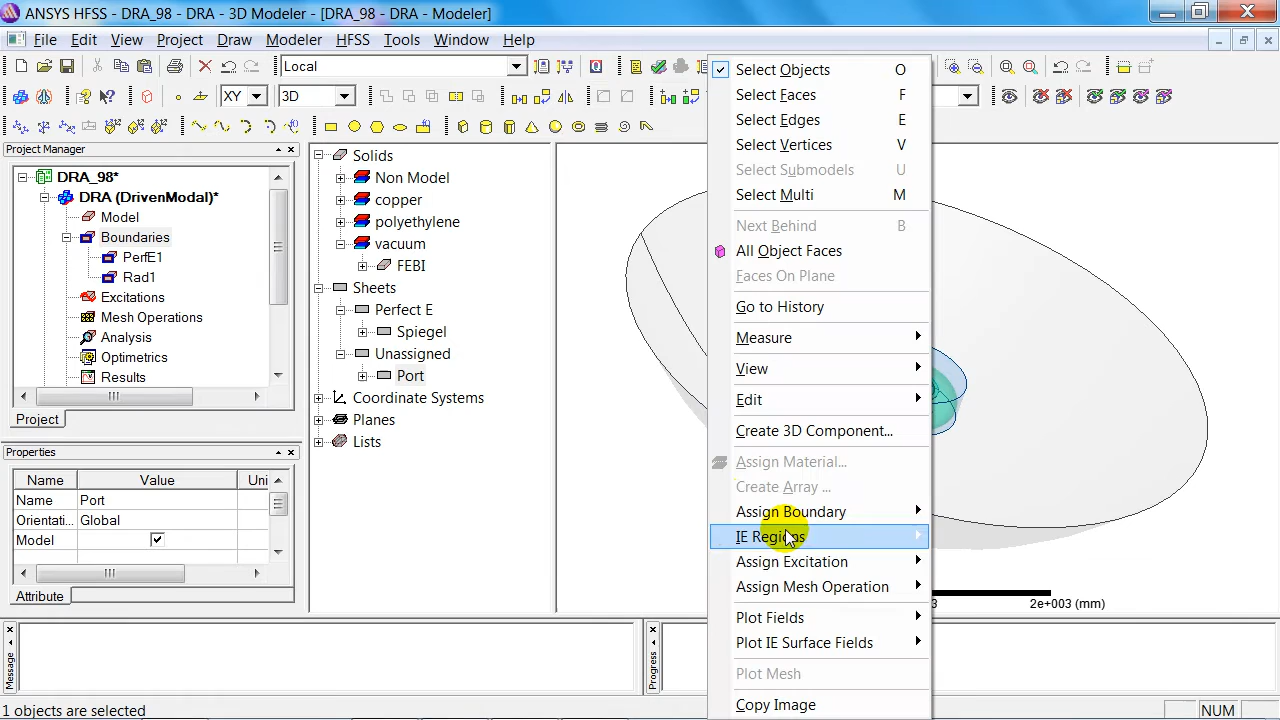 ANSYS HFSS - DRA_98 - DRA - 3D Modeler - [DRA_98 - DRA - Modeler]
File Edit View Project Draw Modeler HFSS Tools Window Help
Local
XY 3D
Project Manager
DRA_98*
DRA (DrivenModal)*
Model
Boundaries
PerfE1
Rad1
Excitations
Mesh Operations
Analysis
Optimetrics
Results
Project
Properties
Name Value Uni
Name Port
Orientati... Global
Model
Attribute
Solids
Non Model
copper
polyethylene
vacuum
FEBI
Sheets
Perfect E
Spiegel
Unassigned
Port
Coordinate Systems
Planes
Lists
Select Objects O
Select Faces F
Select Edges E
Select Vertices V
Select Submodels U
Select Multi M
Next Behind B
All Object Faces
Faces On Plane
Go to History
Measure
View
Edit
Create 3D Component...
Assign Material...
Create Array ...
Assign Boundary
IE Regions
Assign Excitation
Assign Mesh Operation
Plot Fields
Plot IE Surface Fields
Plot Mesh
Copy Image
2e+003 (mm)
Message
Progress
1 objects are selected
NUM